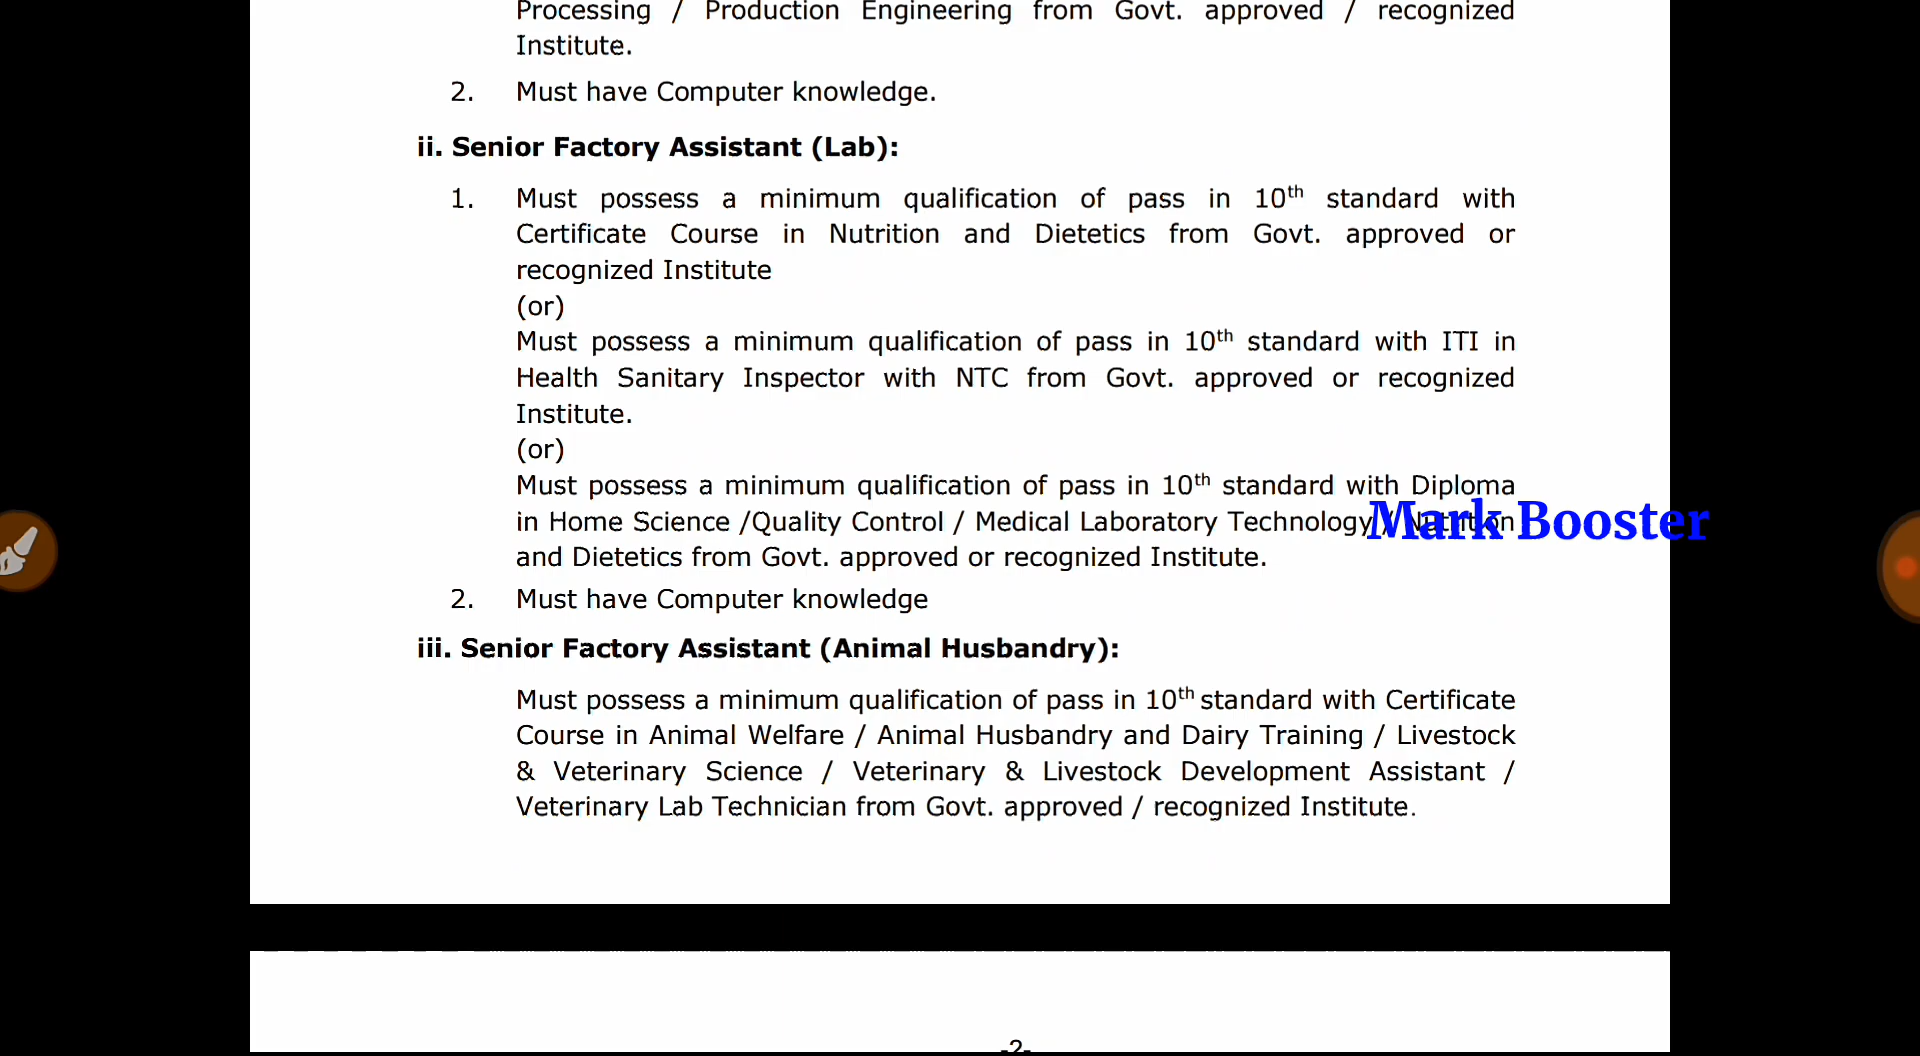 Processing / Production Engineering from Govt. approved / recognized
Institute.
2. Must have Computer knowledge.
ii. Senior Factory Assistant (Lab):
1. Must possess a minimum qualification of pass in 10th standard with
Certificate Course in Nutrition and Dietetics from Govt. approved or
recognized Institute
(or)
Must possess a minimum qualification of pass in 10th standard with ITI in
Health Sanitary Inspector with NTC from Govt. approved or recognized
Institute.
(or)
Must possess a minimum qualification of pass in 10th standard with Diploma
in Home Science /Quality Control / Medical Laboratory Technology / Nutrition
Mark Booster
and Dietetics from Govt. approved or recognized Institute.
2. Must have Computer knowledge
iii. Senior Factory Assistant (Animal Husbandry):
Must possess a minimum qualification of pass in 10th standard with Certificate
Course in Animal Welfare / Animal Husbandry and Dairy Training / Livestock
& Veterinary Science / Veterinary & Livestock Development Assistant /
Veterinary Lab Technician from Govt. approved / recognized Institute.
-2-